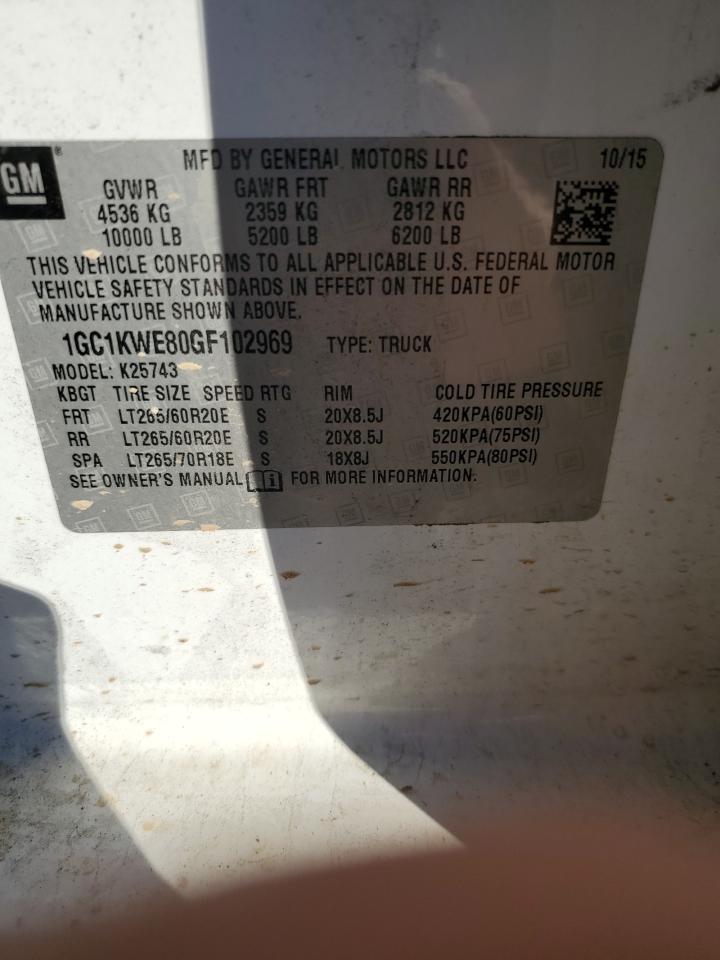 GM®
MFD BY GENERAL MOTORS LLC 10/15
GVWR GAWR FRT GAWR RR
4536 KG 2359 KG 2812 KG
10000 LB 5200 LB 6200 LB
THIS VEHICLE CONFORMS TO ALL APPLICABLE U.S. FEDERAL MOTOR
VEHICLE SAFETY STANDARDS IN EFFECT ON THE DATE OF
MANUFACTURE SHOWN ABOVE.
1GC1KWE80GF102969 TYPE: TRUCK
MODEL: K25743
KBGT TIRE SIZE SPEED RTG RIM COLD TIRE PRESSURE
FRT LT265/60R20E S 20X8.5J 420KPA(60PSI)
RR LT265/60R20E S 20X8.5J 520KPA(75PSI)
SPA LT265/70R18E S 18X8J 550KPA(80PSI)
SEE OWNER'S MANUAL FOR MORE INFORMATION.